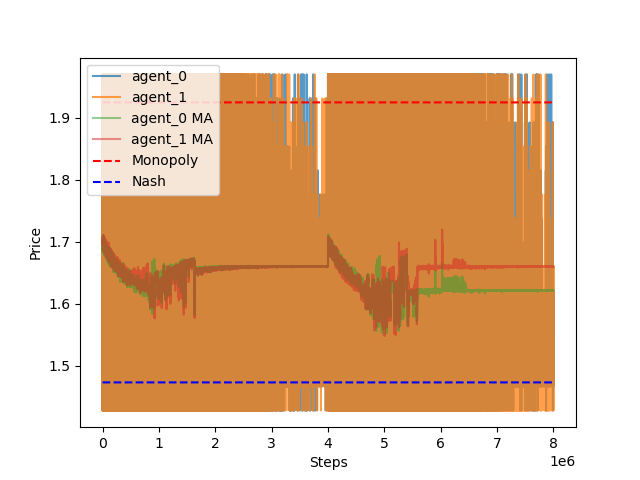 agent_0
agent_1
agent_0 MA
agent_1 MA
Monopoly
Nash
Price
1.9
1.8
1.7
1.6
1.5
0 1 2 3 4 5 6 7 8
1e6
Steps